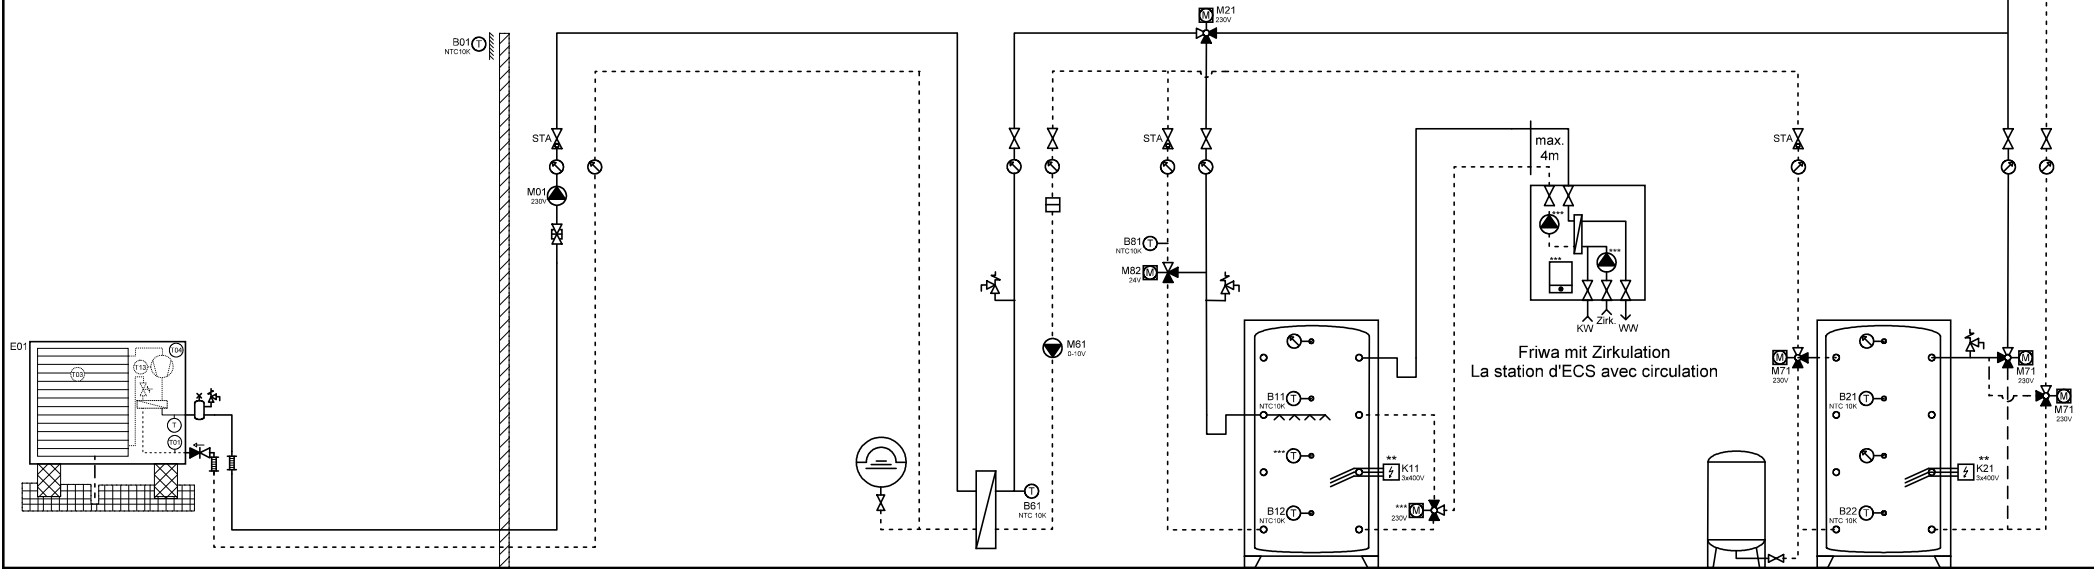 M21
230V
B01
T
NTC10K
STA
M01
230V
STA
B81
T
NTC10K
M82
M
24V
max.
4m
***
***
***
KW
Zirk.
WW
Friwa mit Zirkulation
La station d'ECS avec circulation
STA
E01
T04
T13
T03
T
T01
M61
0-10V
T
B61
NTC 10K
B11
T
NTC10K
***
T
**
K11
3x400V
B12
T
NTC10K
***
M
230V
M
M71
230V
M
M71
230V
M
M71
230V
B21
T
NTC 10K
**
K21
3x400V
B22
T
NTC 10K